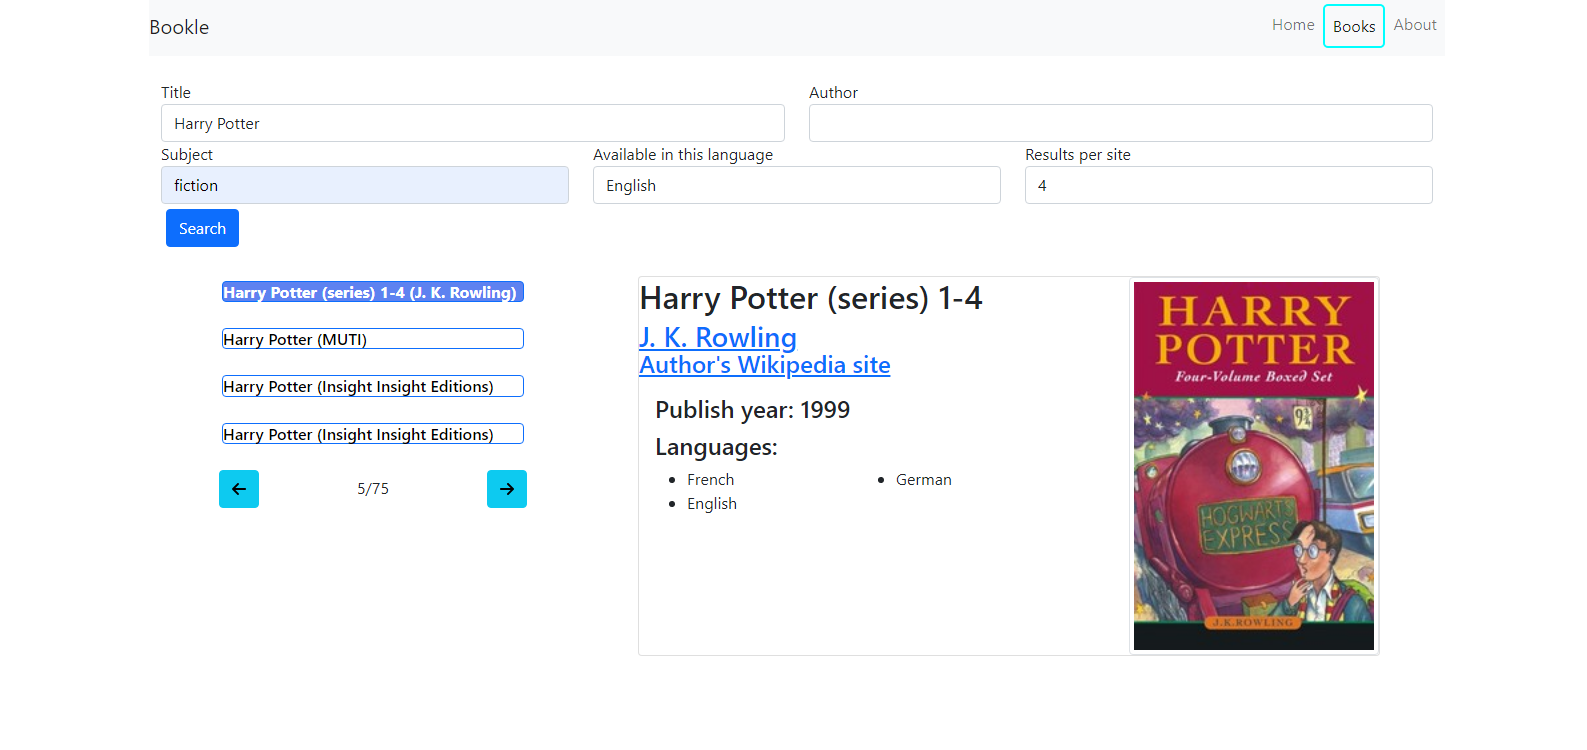 Bookle
Home Books About
Title
Author
Harry Potter
Subject
Available in this language
Results per site
fiction
English
4
Search
Harry Potter (series) 1-4 (J. K. Rowling)
Harry Potter (MUTI)
Harry Potter (Insight Insight Editions)
Harry Potter (Insight Insight Editions)
5/75
Harry Potter (series) 1-4
J. K. Rowling
Author's Wikipedia site
Publish year: 1999
Languages:
French
English
German
HARRY
POTTER
Four-Volume Boxed Set
9¾
HOGWARTS
EXPRESS
J.K.ROWLING